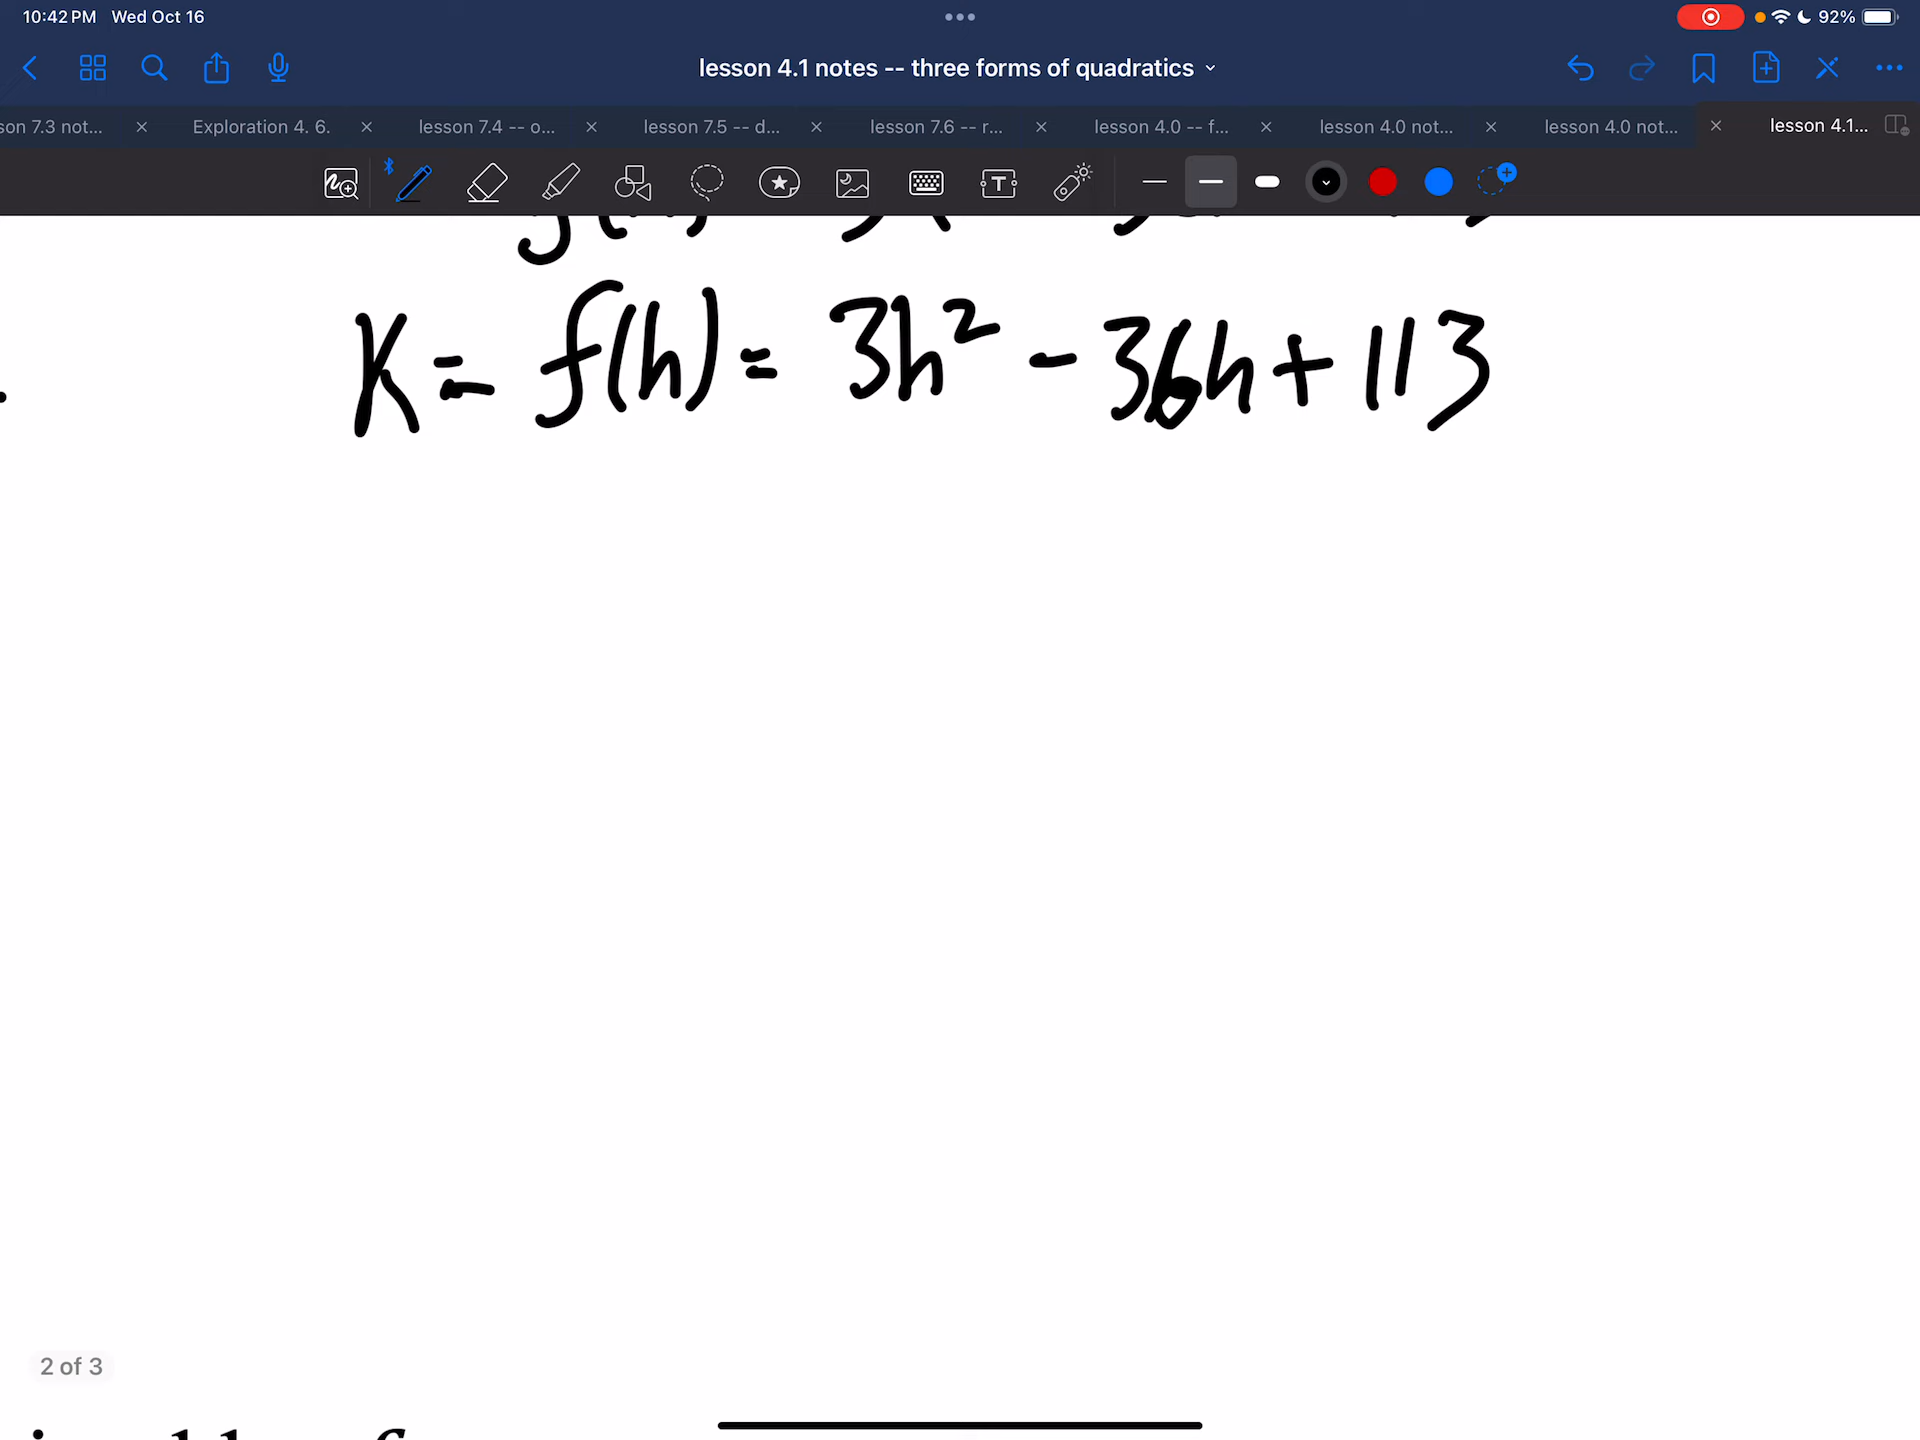 10:42 PM Wed Oct 16
92%
lesson 4.1 notes -- three forms of quadratics
son 7.3 not... Exploration 4. 6. lesson 7.4 -- o... lesson 7.5 -- d... lesson 7.6 -- r... lesson 4.0 -- f... lesson 4.0 not... lesson 4.0 not... lesson 4.1...
K = f(h) = 3h² - 36h + 113
2 of 3